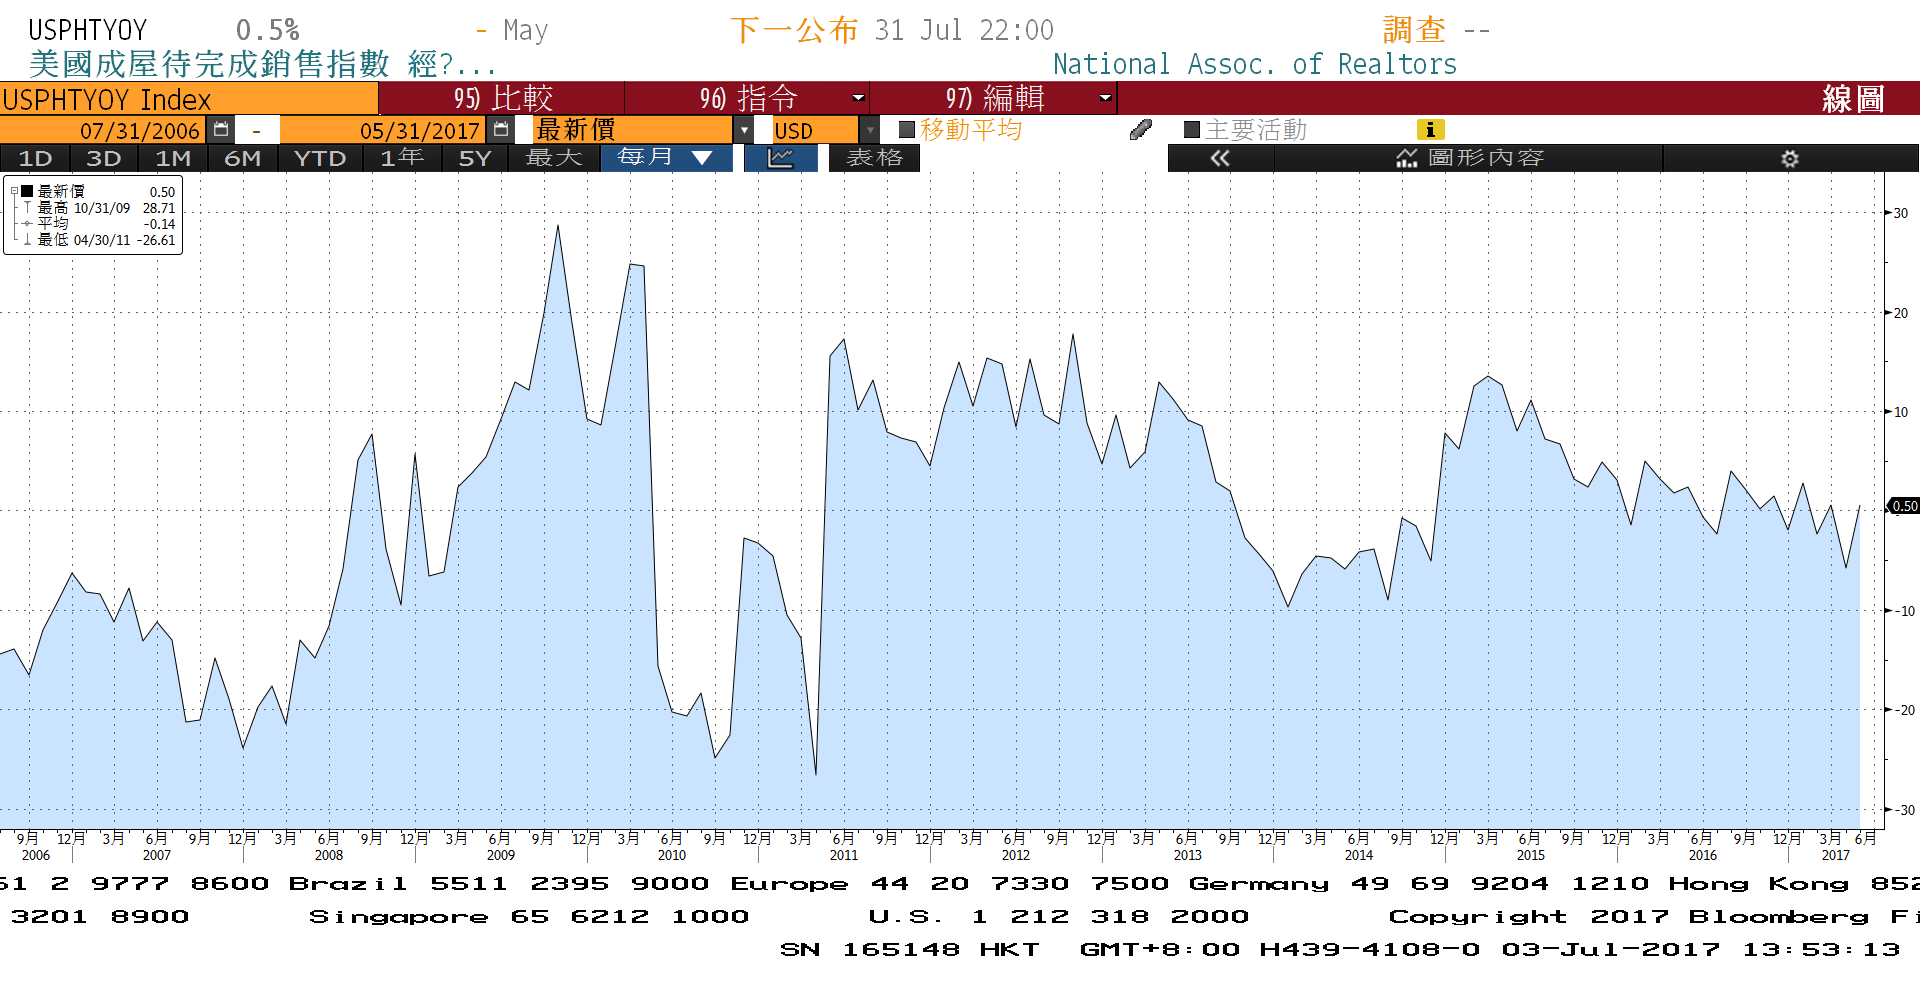 USPHTYOY 0.5% - May 下一公布 31 Jul 22:00 調查 --
美國成屋待完成銷售指數 經?... National Assoc. of Realtors
USPHTYOY Index 95) 比較 96) 指令 97) 編輯 線圖
07/31/2006 - 05/31/2017 最新價 USD 移動平均 主要活動 i
1D 3D 1M 6M YTD 1年 5Y 最大 每月 ▼ 表格 « 圖形內容
最新價 0.50
最高 10/31/09 28.71
平均 -0.14
最低 04/30/11 -26.61
30
20
10
0.50
-10
-20
-30
9月 12月 3月 6月 9月 12月 3月 6月 9月 12月 3月 6月 9月 12月 3月 6月 9月 12月 3月 6月 9月 12月 3月 6月 9月 12月 3月 6月 9月 12月 3月 6月 9月 12月 3月 6月 9月 12月 3月 6月 9月 12月 3月 6月
2006 2007 2008 2009 2010 2011 2012 2013 2014 2015 2016 2017
61 2 9777 8600 Brazil 5511 2395 9000 Europe 44 20 7330 7500 Germany 49 69 9204 1210 Hong Kong 852
3201 8900 Singapore 65 6212 1000 U.S. 1 212 318 2000 Copyright 2017 Bloomberg Fi
SN 165148 HKT GMT+8:00 H439-4108-0 03-Jul-2017 13:53:13